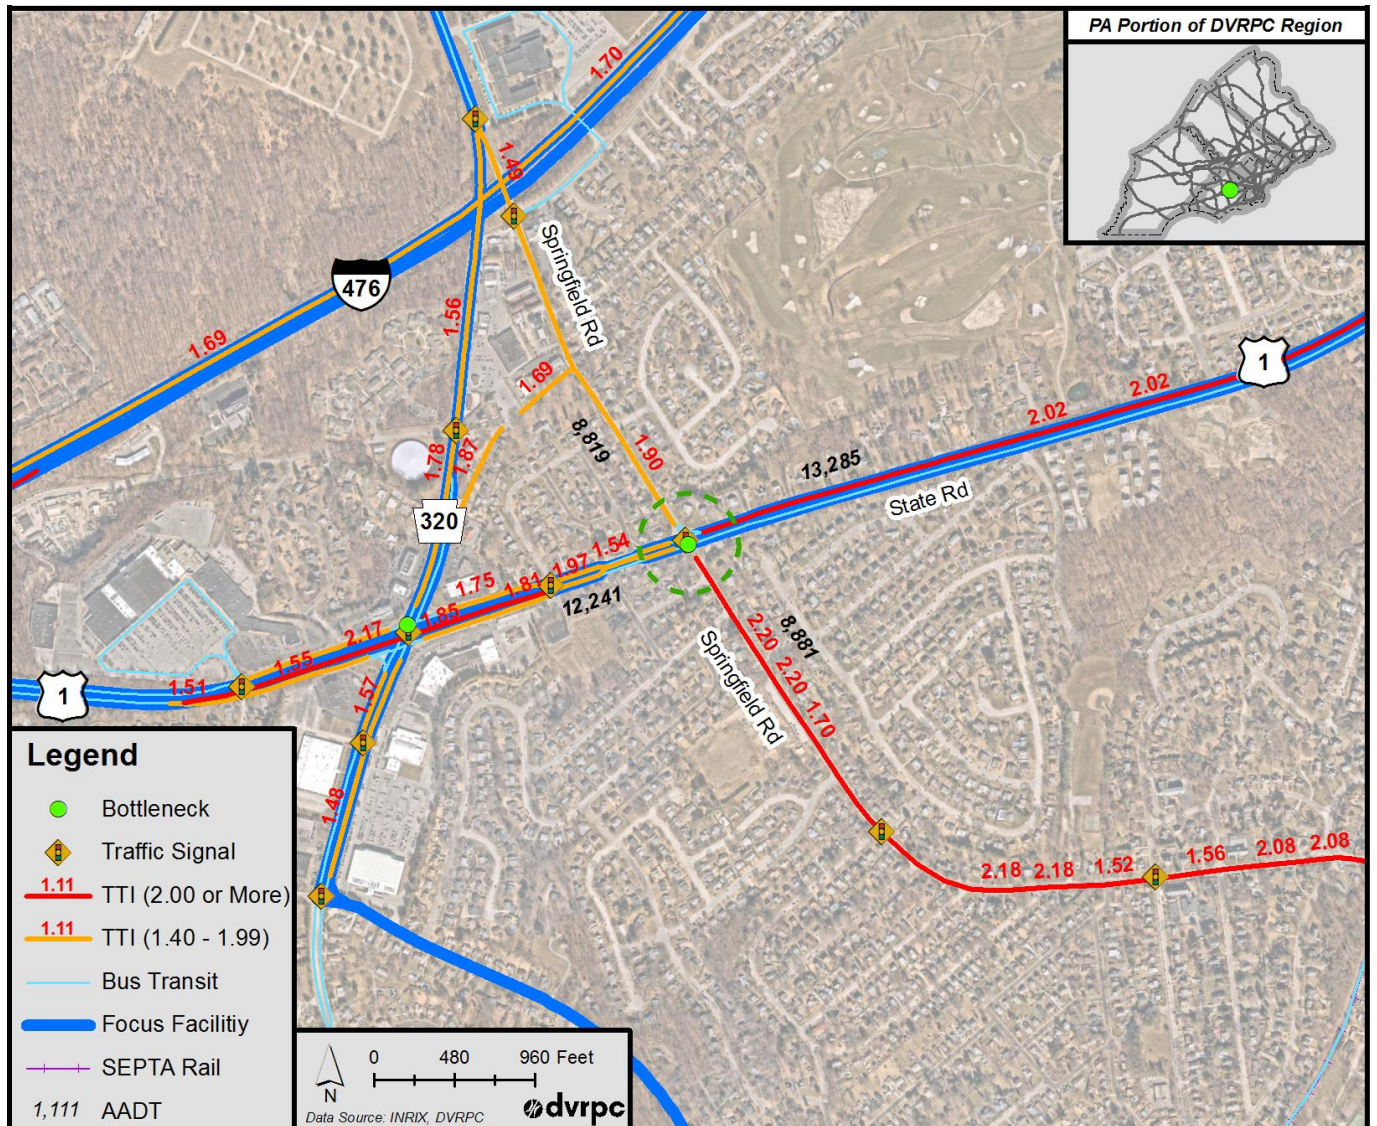 PA Portion of DVRPC Region
1.70
1.49
Springfield Rd
476
1.69
1.56
1
2.02
2.02
1.69
8,819
1.90
1.78
1.87
13,285
State Rd
320
1.54
1.97
1.81
1.75
12,241
1.85
2.17
1.55
1.51
1
1.57
1.48
2.20
2.20
1.70
8,881
Springfield Rd
2.18
2.18
1.52
1.56
2.08
2.08
Legend
Bottleneck
Traffic Signal
1.11 TTI (2.00 or More)
1.11 TTI (1.40 - 1.99)
Bus Transit
Focus Facilitiy
SEPTA Rail
1,111 AADT
0 480 960 Feet
N
Data Source: INRIX, DVRPC
dvrpc